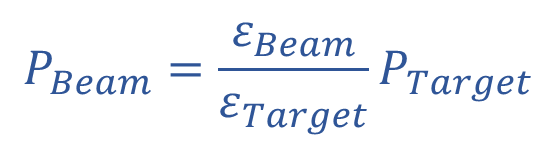 P_Beam = ε_Beam / ε_Target P_Target